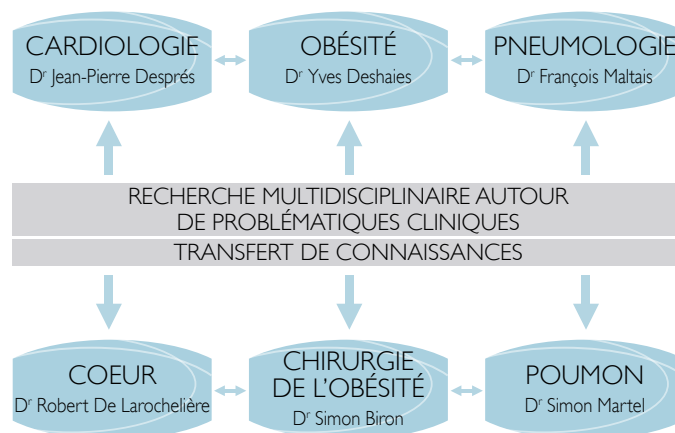 CARDIOLOGIE
Dr Jean-Pierre Després
OBÉSITÉ
Dr Yves Deshaies
PNEUMOLOGIE
Dr François Maltais
RECHERCHE MULTIDISCIPLINAIRE AUTOUR
DE PROBLÉMATIQUES CLINIQUES
TRANSFERT DE CONNAISSANCES
COEUR
Dr Robert De Larochelière
CHIRURGIE
DE L'OBÉSITÉ
Dr Simon Biron
POUMON
Dr Simon Martel